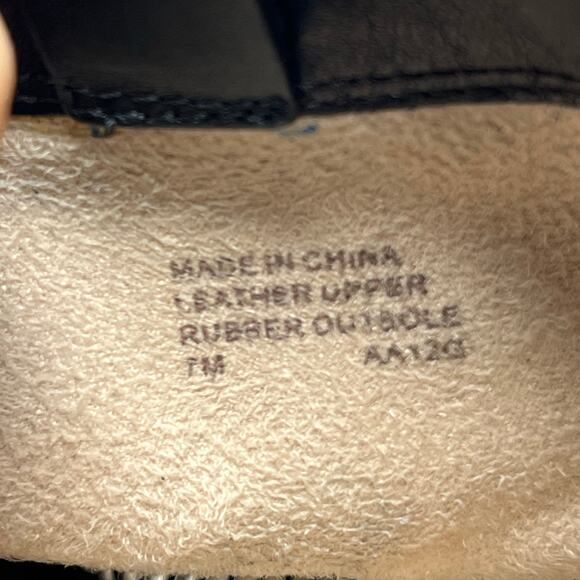 MADE IN CHINA
LEATHER UPPER
RUBBER OUTSOLE
TM AA12G